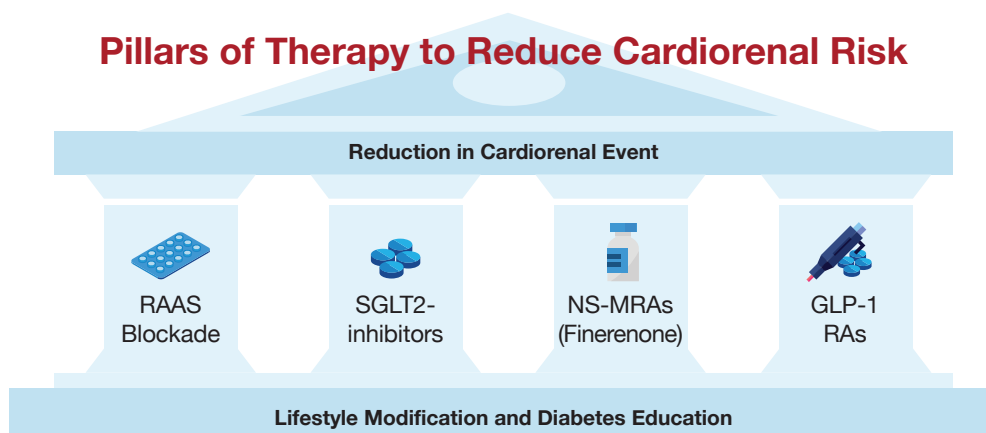 Pillars of Therapy to Reduce Cardiorenal Risk
Reduction in Cardiorenal Event
RAAS
Blockade
SGLT2-
inhibitors
NS-MRAs
(Finerenone)
GLP-1
RAs
Lifestyle Modification and Diabetes Education